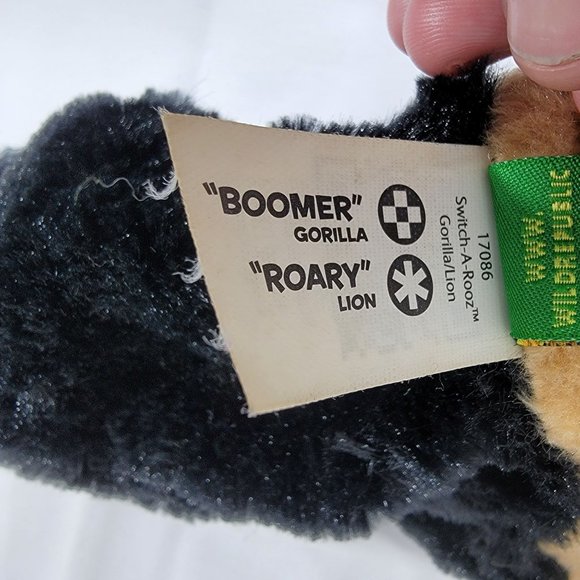 "BOOMER"
GORILLA
"ROARY"
LION
17086
Switch-A-Rooz™
Gorilla/Lion
WWW.
WILDREPUBLIC